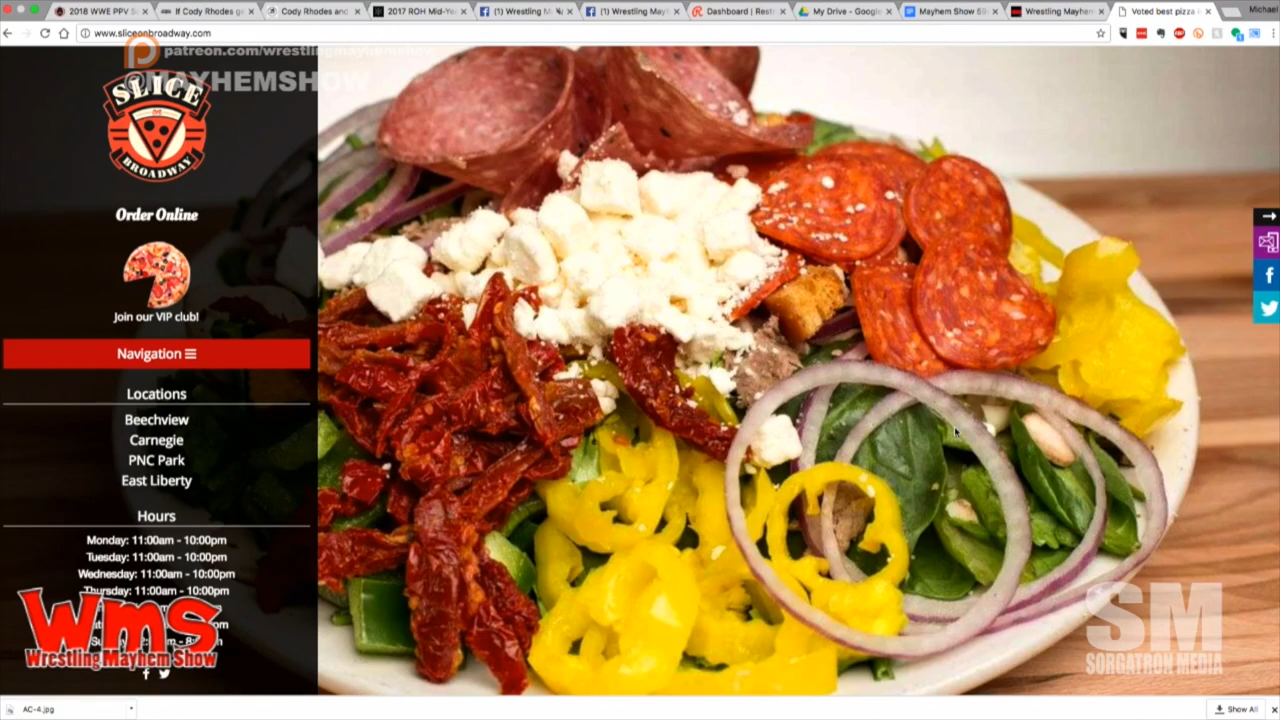 2018 WWE PPV S
If Cody Rhodes g
Cody Rhodes and
2017 ROH Mid-Ye
(1) Wrestling M
(1) Wrestling May
Dashboard | Rest
My Drive - Google
Mayhem Show 69
Wrestling Mayhem
Voted best pizza i
Michael
www.sliceonbroadway.com
patreon.com/wrestlingmayhemshow
@MAYHEMSHOW
SLICE
ON
BROADWAY
Order Online
Join our VIP club!
Navigation
Locations
Beechview
Carnegie
PNC Park
East Liberty
Hours
Monday: 11:00am - 10:00pm
Tuesday: 11:00am - 10:00pm
Wednesday: 11:00am - 10:00pm
Thursday: 11:00am - 10:00pm
wms
Wrestling Mayhem Show
SM
SORGATRON MEDIA
AC-4.jpg
Show All